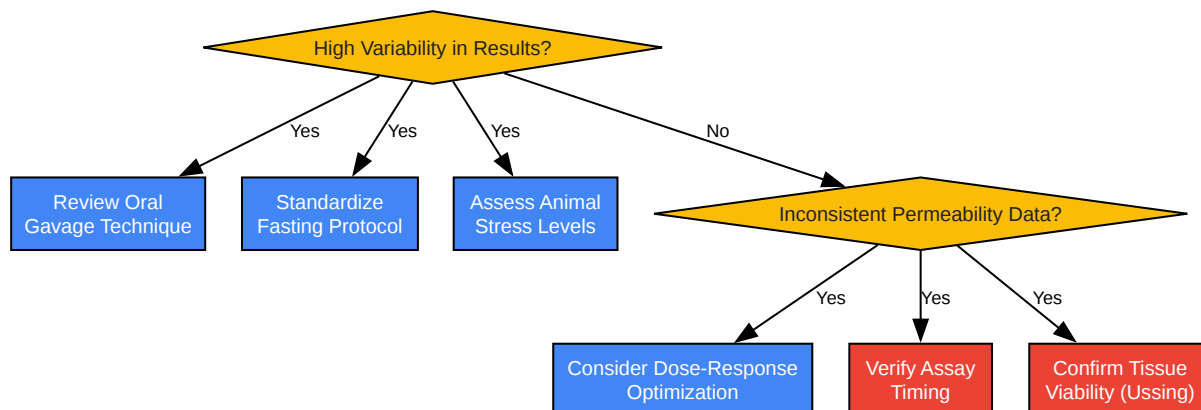 High Variability in Results?
Yes
Yes
Yes
No
Review Oral
Gavage Technique
Standardize
Fasting Protocol
Assess Animal
Stress Levels
Inconsistent Permeability Data?
Yes
Yes
Yes
Consider Dose-Response
Optimization
Verify Assay
Timing
Confirm Tissue
Viability (Ussing)